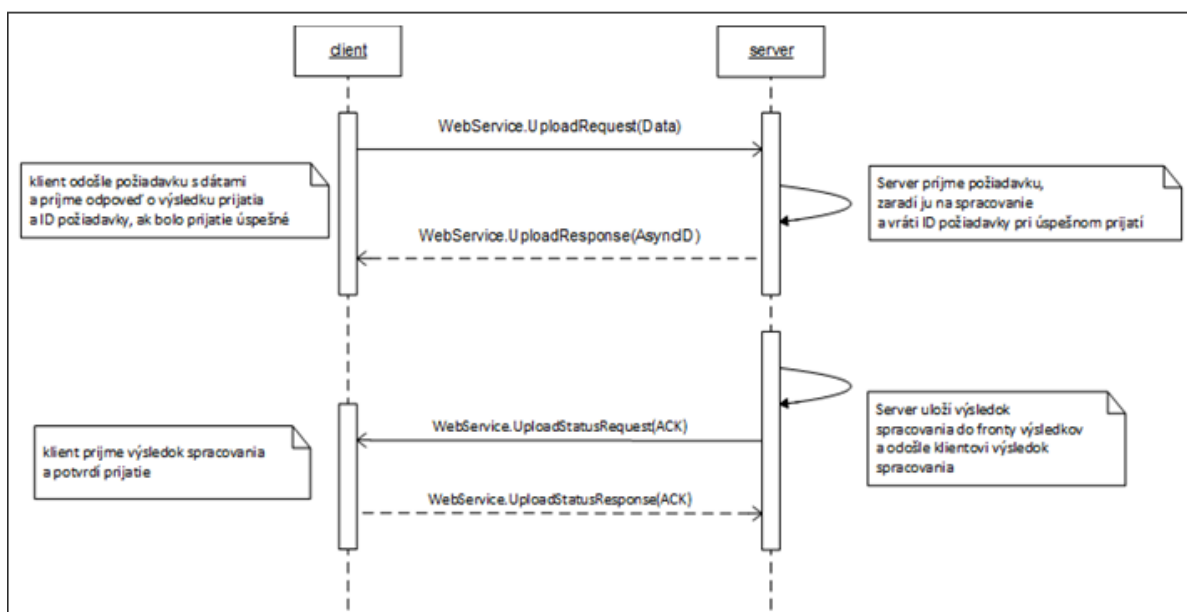 client
server
WebService.UploadRequest(Data)
klient odošle požiadavku s dátami
a prijme odpoveď o výsledku prijatia
a ID požiadavky, ak bolo prijatie úspešné
Server príjme požiadavku,
zaradí ju na spracovanie
a vráti ID požiadavky pri úspešnom prijatí
WebService.UploadResponse(AsyncID)
WebService.UploadStatusRequest(ACK)
klient prijme výsledok spracovania
a potvrdí prijatie
Server uloží výsledok
spracovania do fronty výsledkov
a odošle klientovi výsledok
spracovania
WebService.UploadStatusResponse(ACK)